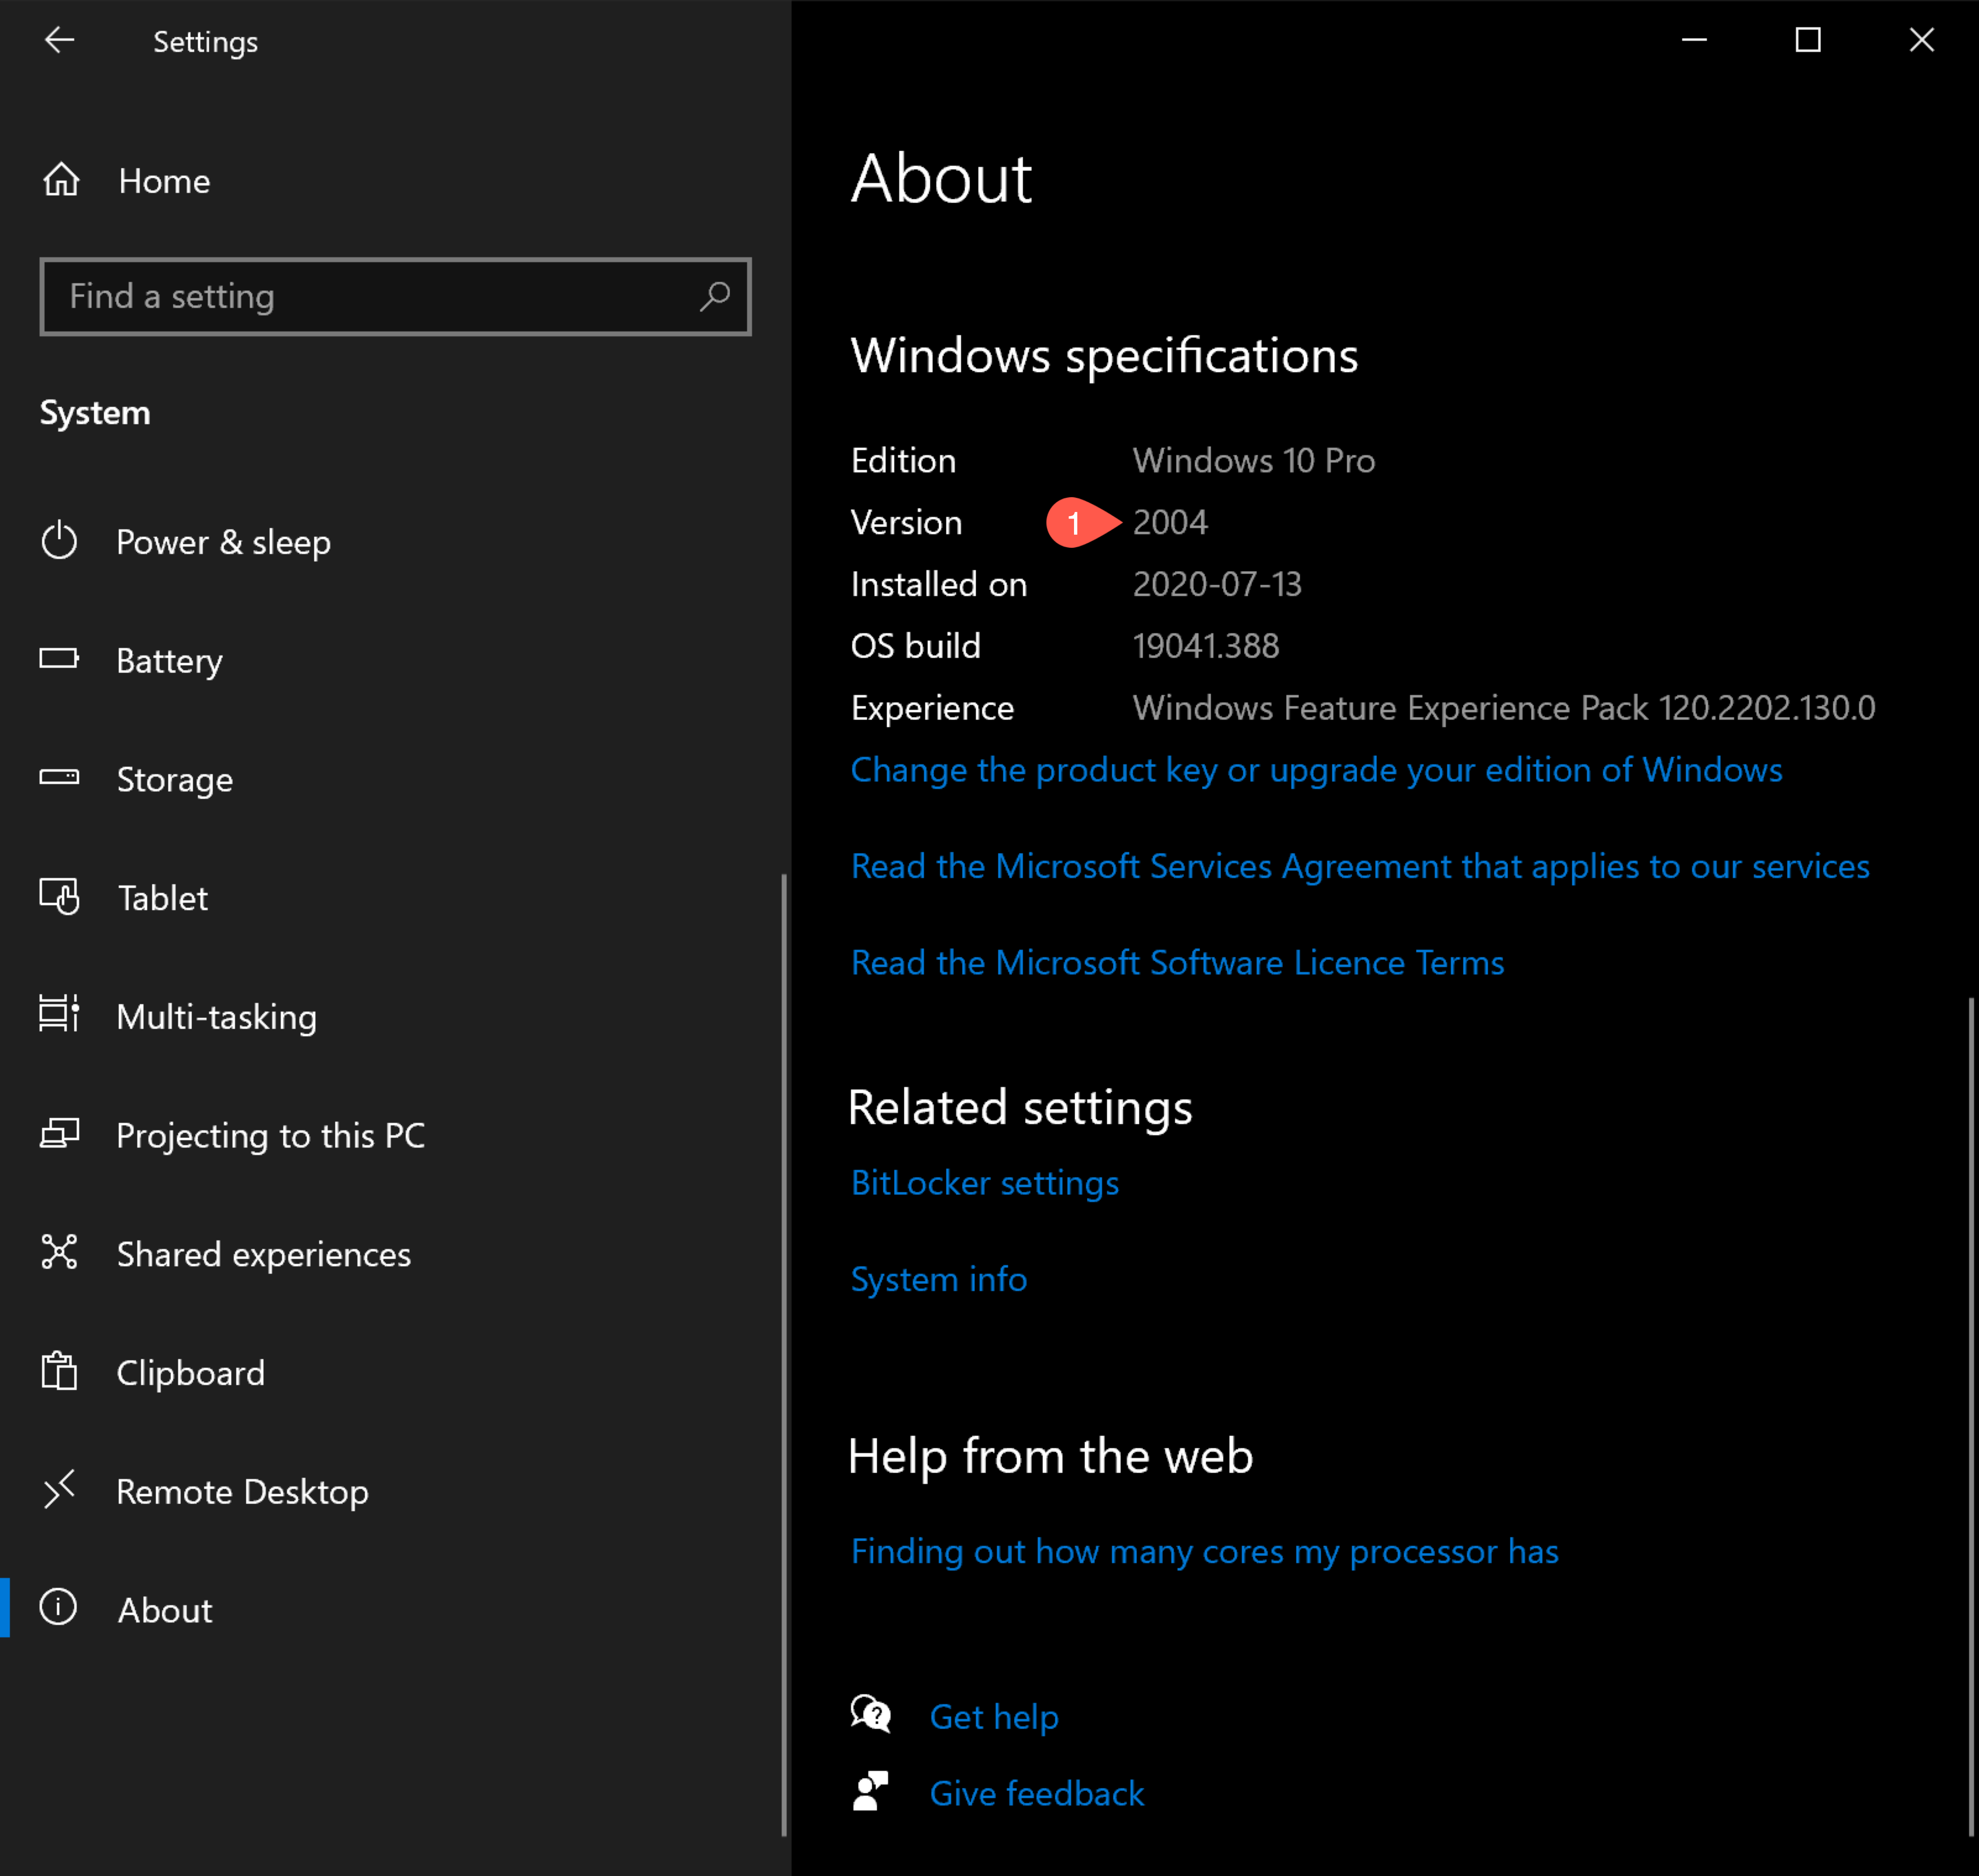 Settings
Home
Find a setting
System
Power & sleep
Battery
Storage
Tablet
Multi-tasking
Projecting to this PC
Shared experiences
Clipboard
Remote Desktop
About
About
Windows specifications
Edition Windows 10 Pro
Version 1 2004
Installed on 2020-07-13
OS build 19041.388
Experience Windows Feature Experience Pack 120.2202.130.0
Change the product key or upgrade your edition of Windows
Read the Microsoft Services Agreement that applies to our services
Read the Microsoft Software Licence Terms
Related settings
BitLocker settings
System info
Help from the web
Finding out how many cores my processor has
Get help
Give feedback